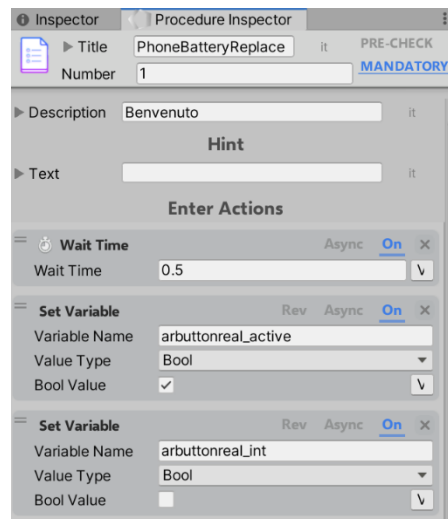 Inspector Procedure Inspector
Title PhoneBatteryReplace it PRE-CHECK
Number 1 MANDATORY
Description Benvenuto it
Hint
Text it
Enter Actions
Wait Time Async On ×
Wait Time 0.5 V
Set Variable Rev Async On ×
Variable Name arbuttonreal_active
Value Type Bool
Bool Value V
Set Variable Rev Async On ×
Variable Name arbuttonreal_int
Value Type Bool
Bool Value V